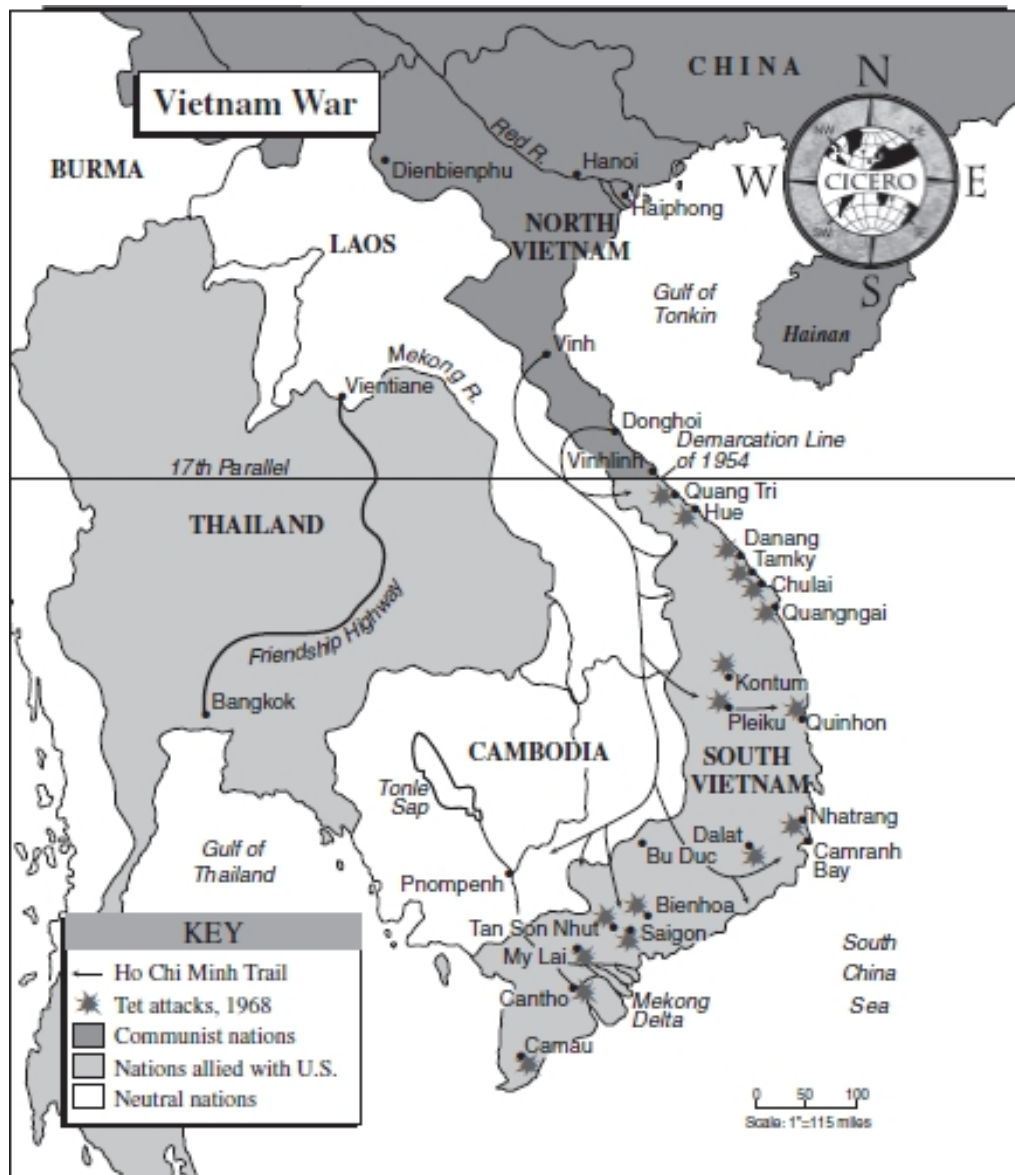 CHINA
Vietnam War
N
NW
NE
Red R.
Hanoi
BURMA
Dienbienphu
W
CICERO
E
Haiphong
NORTH
VIETNAM
LAOS
SW
SE
S
Gulf of
Tonkin
Hainan
Vinh
Mekong R.
Vientiane
Donghoi
Demarcation Line
of 1954
Vinhlinh
17th Parallel
Quang Tri
Hue
THAILAND
Danang
Tamky
Chulai
Quangngai
Friendship Highway
Kontum
Bangkok
Pleiku
Quinhon
CAMBODIA
SOUTH
VIETNAM
Tonle
Sap
Nhatrang
Dalat
Bu Duc
Camranh
Bay
Gulf of
Thailand
Pnompenh
Bienhoa
Tan Son Nhut
Saigon
My Lai
South
China
Sea
Cantho
Mekong
Delta
Camau
KEY
Ho Chi Minh Trail
Tet attacks, 1968
Communist nations
Nations allied with U.S.
Neutral nations
0 50 100
Scale: 1"=115 miles